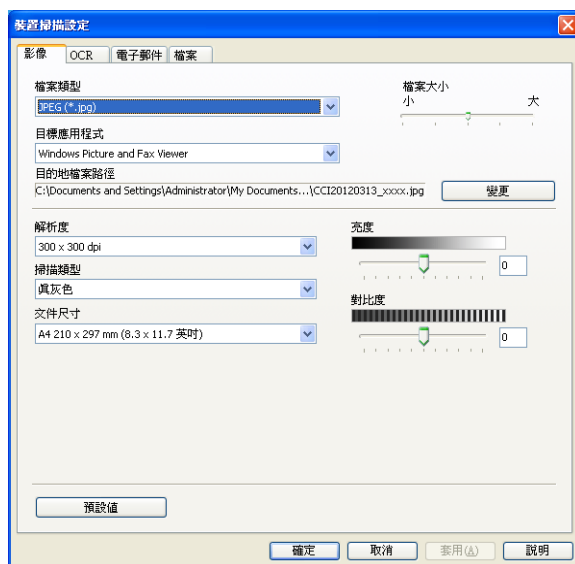 裝置掃描設定
影像 OCR 電子郵件 檔案
檔案類型
JPEG (*.jpg)
檔案大小
小 大
目標應用程式
Windows Picture and Fax Viewer
目的地檔案路徑
C:\Documents and Settings\Administrator\My Documents...\CCI20120313_xxxx.jpg 變更
解析度
300 x 300 dpi
亮度
0
掃描類型
真灰色
對比度
0
文件尺寸
A4 210 x 297 mm (8.3 x 11.7 英吋)
預設值
確定 取消 套用(A) 說明